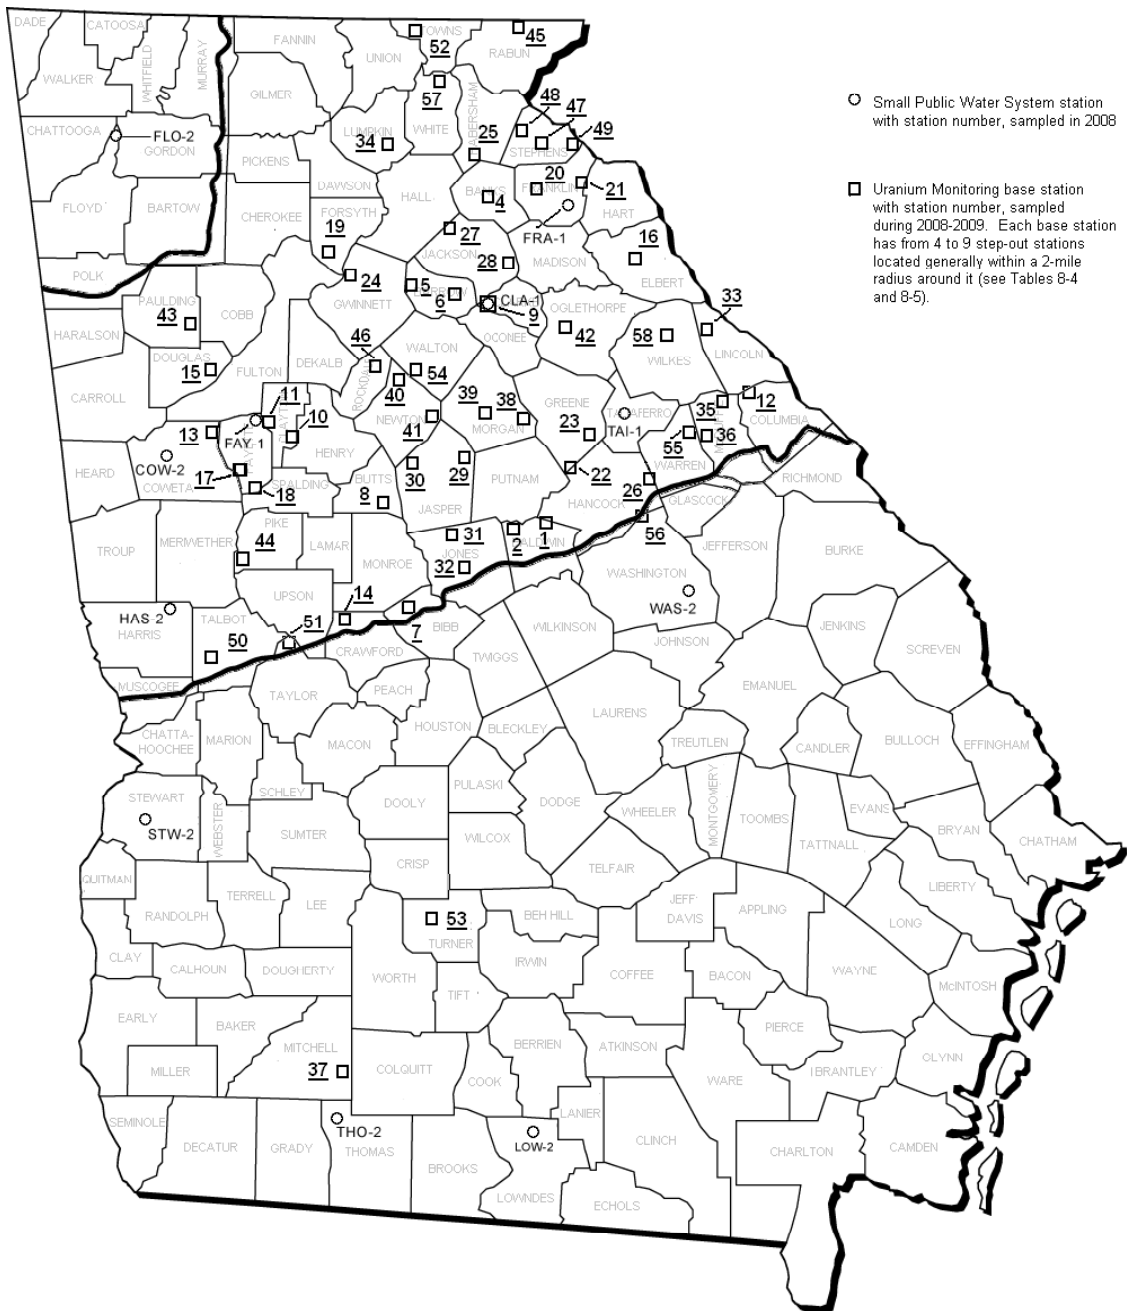 DADE
CATOOSA
FANNIN
TOWNS
45
52
RABUN
UNION
WALKER
WHITFIELD
MURRAY
GILMER
57
HABERSHAM
48
47
49
CHATTOOGA
FLO-2
GORDON
LUMPKIN
34
WHITE
25
STEPHENS
PICKENS
DAWSON
HALL
BANKS
4
20
FRANKLIN
21
HART
FLOYD
BARTOW
CHEROKEE
FORSYTH
19
27
JACKSON
FRA-1
16
28
MADISON
ELBERT
POLK
24
GWINNETT
5
BARROW
6
CLA-1
9
OGLETHORPE
33
PAULDING
43
COBB
HARALSON
46
WALTON
OCONEE
42
58
WILKES
LINCOLN
DOUGLAS
15
FULTON
DEKALB
ROCKDALE
54
CARROLL
40
39
38
GREENE
35
12
11
CLAYTON
10
NEWTON
41
MORGAN
23
TALIAFERRO
TAI-1
COLUMBIA
13
FAY-1
FAYETTE
HENRY
55
36
MCDUFFIE
HEARD
COW-2
COWETA
17
18
SPALDING
BUTTS
8
30
29
JASPER
PUTNAM
22
WARREN
RICHMOND
HANCOCK
26
GLASCOCK
TROUP
MERIWETHER
PIKE
44
LAMAR
MONROE
31
JONES
32
2
1
BALDWIN
56
JEFFERSON
BURKE
WASHINGTON
WAS-2
UPSON
14
HAS-2
HARRIS
TALBOT
51
50
7
BIBB
CRAWFORD
WILKINSON
JENKINS
JOHNSON
SCREVEN
TWIGGS
MUSCOGEE
TAYLOR
PEACH
EMANUEL
HOUSTON
LAURENS
BLECKLEY
CHATTA-
HOOCHEE
MARION
MACON
TREUTLEN
CANDLER
BULLOCH
EFFINGHAM
PULASKI
STEWART
STW-2
WEBSTER
SCHLEY
DOOLY
DODGE
WHEELER
MONTGOMERY
TOOMBS
EVANS
SUMTER
WILCOX
TATTNALL
BRYAN
CHATHAM
CRISP
TELFAIR
QUITMAN
TERRELL
LEE
LIBERTY
JEFF
DAVIS
APPLING
RANDOLPH
53
TURNER
BEH HILL
LONG
CLAY
CALHOUN
DOUGHERTY
IRWIN
WORTH
COFFEE
BACON
WAYNE
McINTOSH
TIFT
EARLY
BAKER
MITCHELL
37
PIERCE
BERRIEN
ATKINSON
MILLER
COLQUITT
COOK
WARE
IBRANTLEY
OLYNN
SEMINOLE
THO-2
LANIER
DECATUR
GRADY
THOMAS
LOW-2
CLINCH
CHARLTON
CAMDEN
BROOKS
LOWNDES
ECHOLS
Small Public Water System station
with station number, sampled in 2008
Uranium Monitoring base station
with station number, sampled
during 2008-2009. Each base station
has from 4 to 9 step-out stations
located generally within a 2-mile
radius around it (see Tables 8-4
and 8-5).